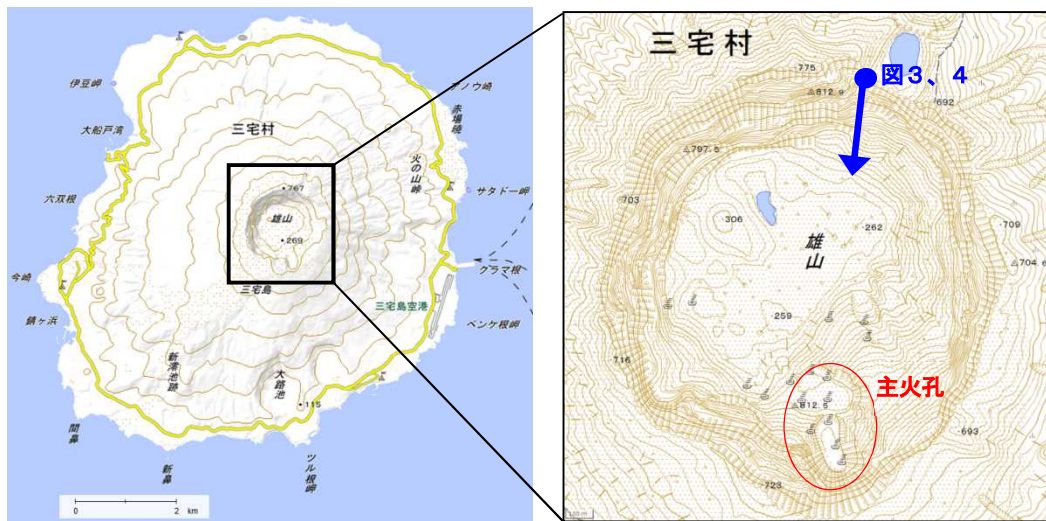 アノウ崎
伊豆岬
赤場暁
大船戸湾
三宅村
火の山峠
・767
サタドー岬
六双根
雄山
・269
グラマ根
今崎
三宅島
三宅島空港
錆ヶ浜
ベンケ根岬
新澪池跡
大路池
・115
間鼻
新鼻
ツル根岬
0 2 km
三宅村
775
図3、4
△812.9
・692
△797.5
703
306
・262
・709
雄山
△704.6
・259
716
主火孔
△812.5
・693
・723
100m